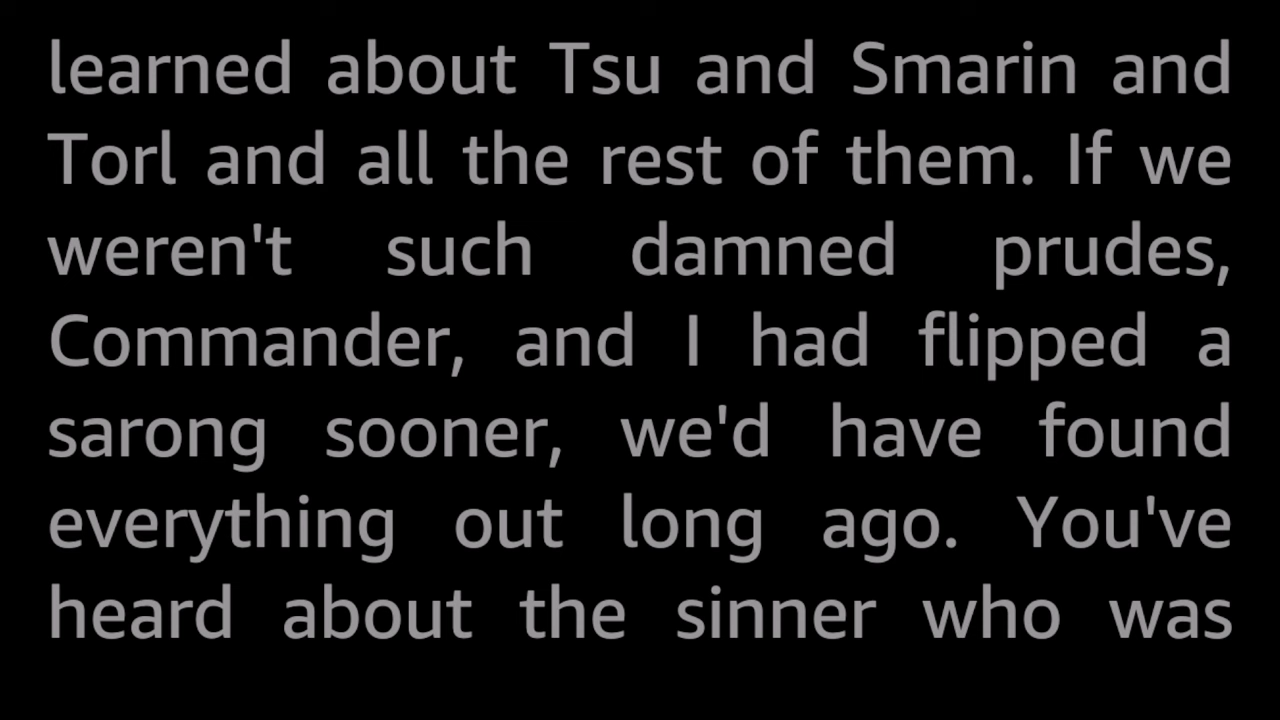 learned about Tsu and Smarin and
Torl and all the rest of them. If we
weren't such damned prudes,
Commander, and I had flipped a
sarong sooner, we'd have found
everything out long ago. You've
heard about the sinner who was